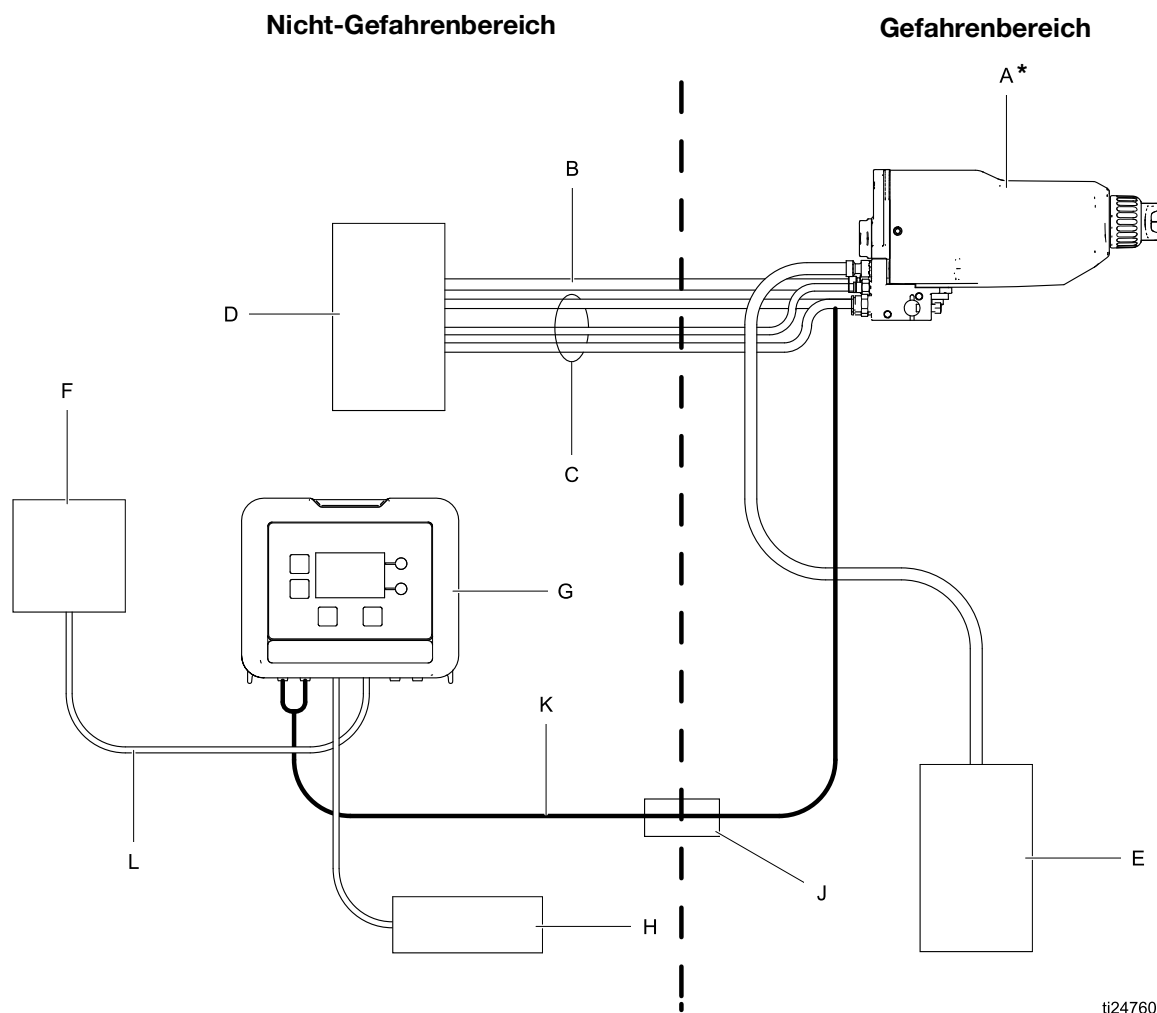 Nicht-Gefahrenbereich
Gefahrenbereich
A*
B
D
F
C
G
K
L
J
E
H
ti24760